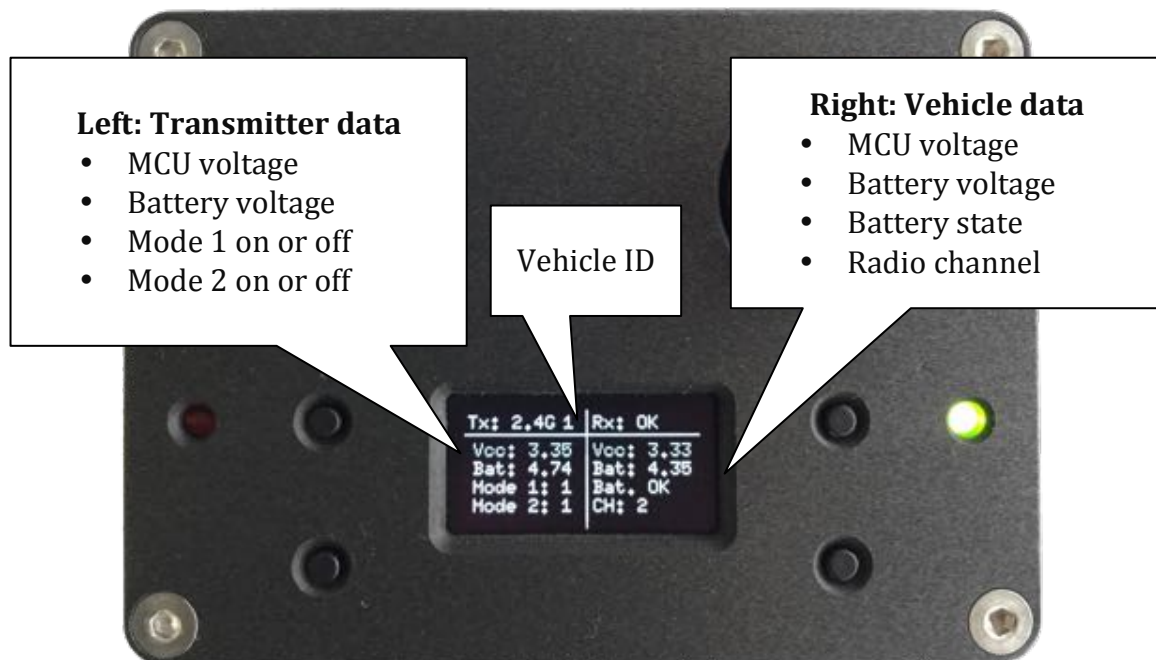 Left: Transmitter data
• MCU voltage
• Battery voltage
• Mode 1 on or off
• Mode 2 on or off
Vehicle ID
Right: Vehicle data
• MCU voltage
• Battery voltage
• Battery state
• Radio channel
Tx: 2.4G 1 Rx: OK
Vcc: 3.35 Vcc: 3.33
Bat: 4.74 Bat: 4.35
Mode 1: 1 Bat. OK
Mode 2: 1 CH: 2